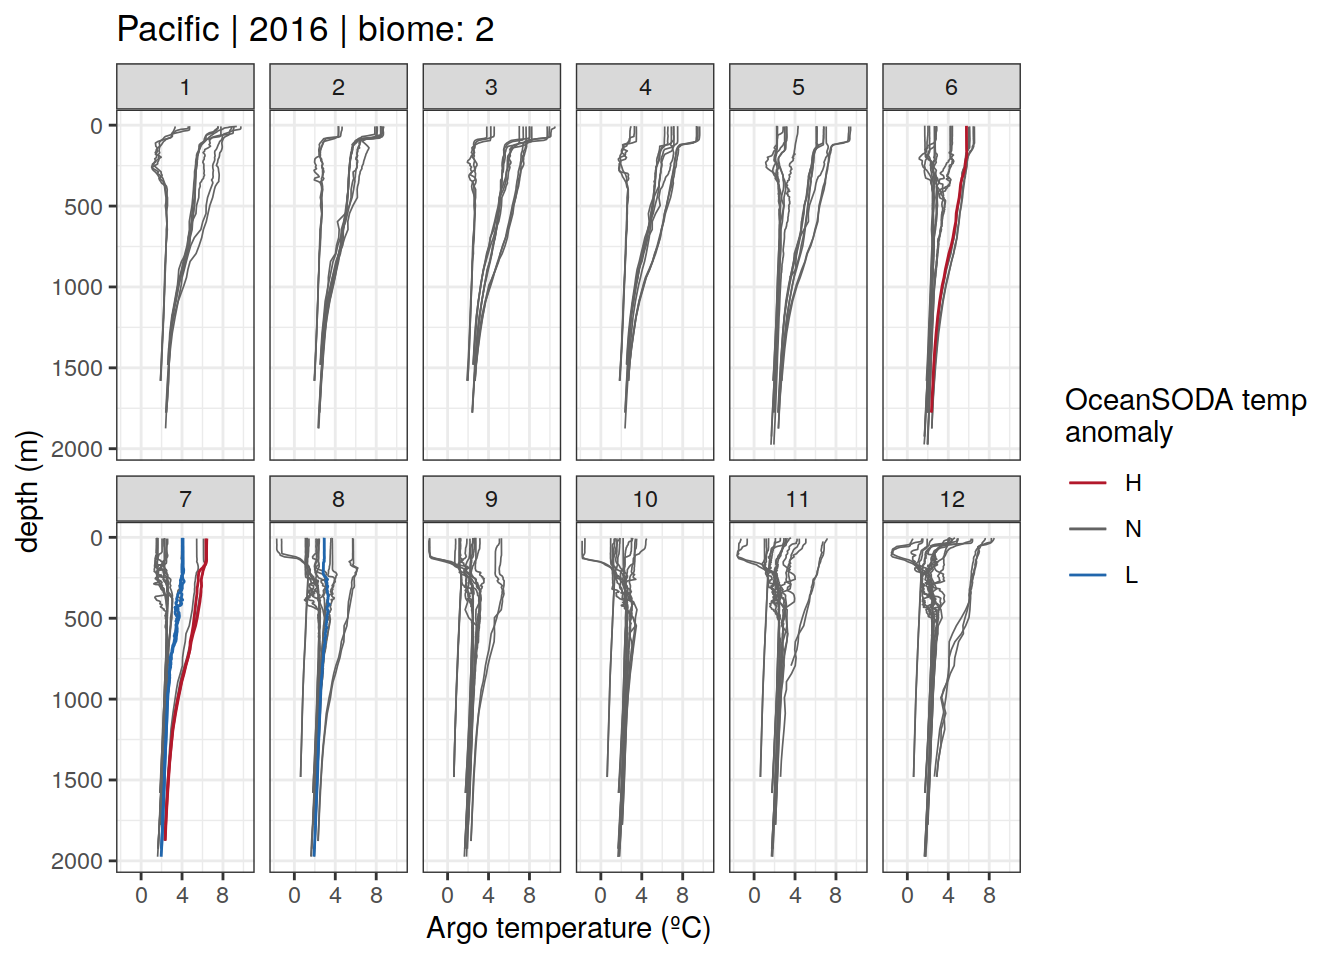 Pacific | 2016 | biome: 2
1 2 3 4 5 6
0
500
1000
1500
2000
7 8 9 10 11 12
0
500
1000
1500
2000
0 4 8 0 4 8 0 4 8 0 4 8 0 4 8 0 4 8
Argo temperature (ºC)
depth (m)
OceanSODA temp
anomaly
H
N
L